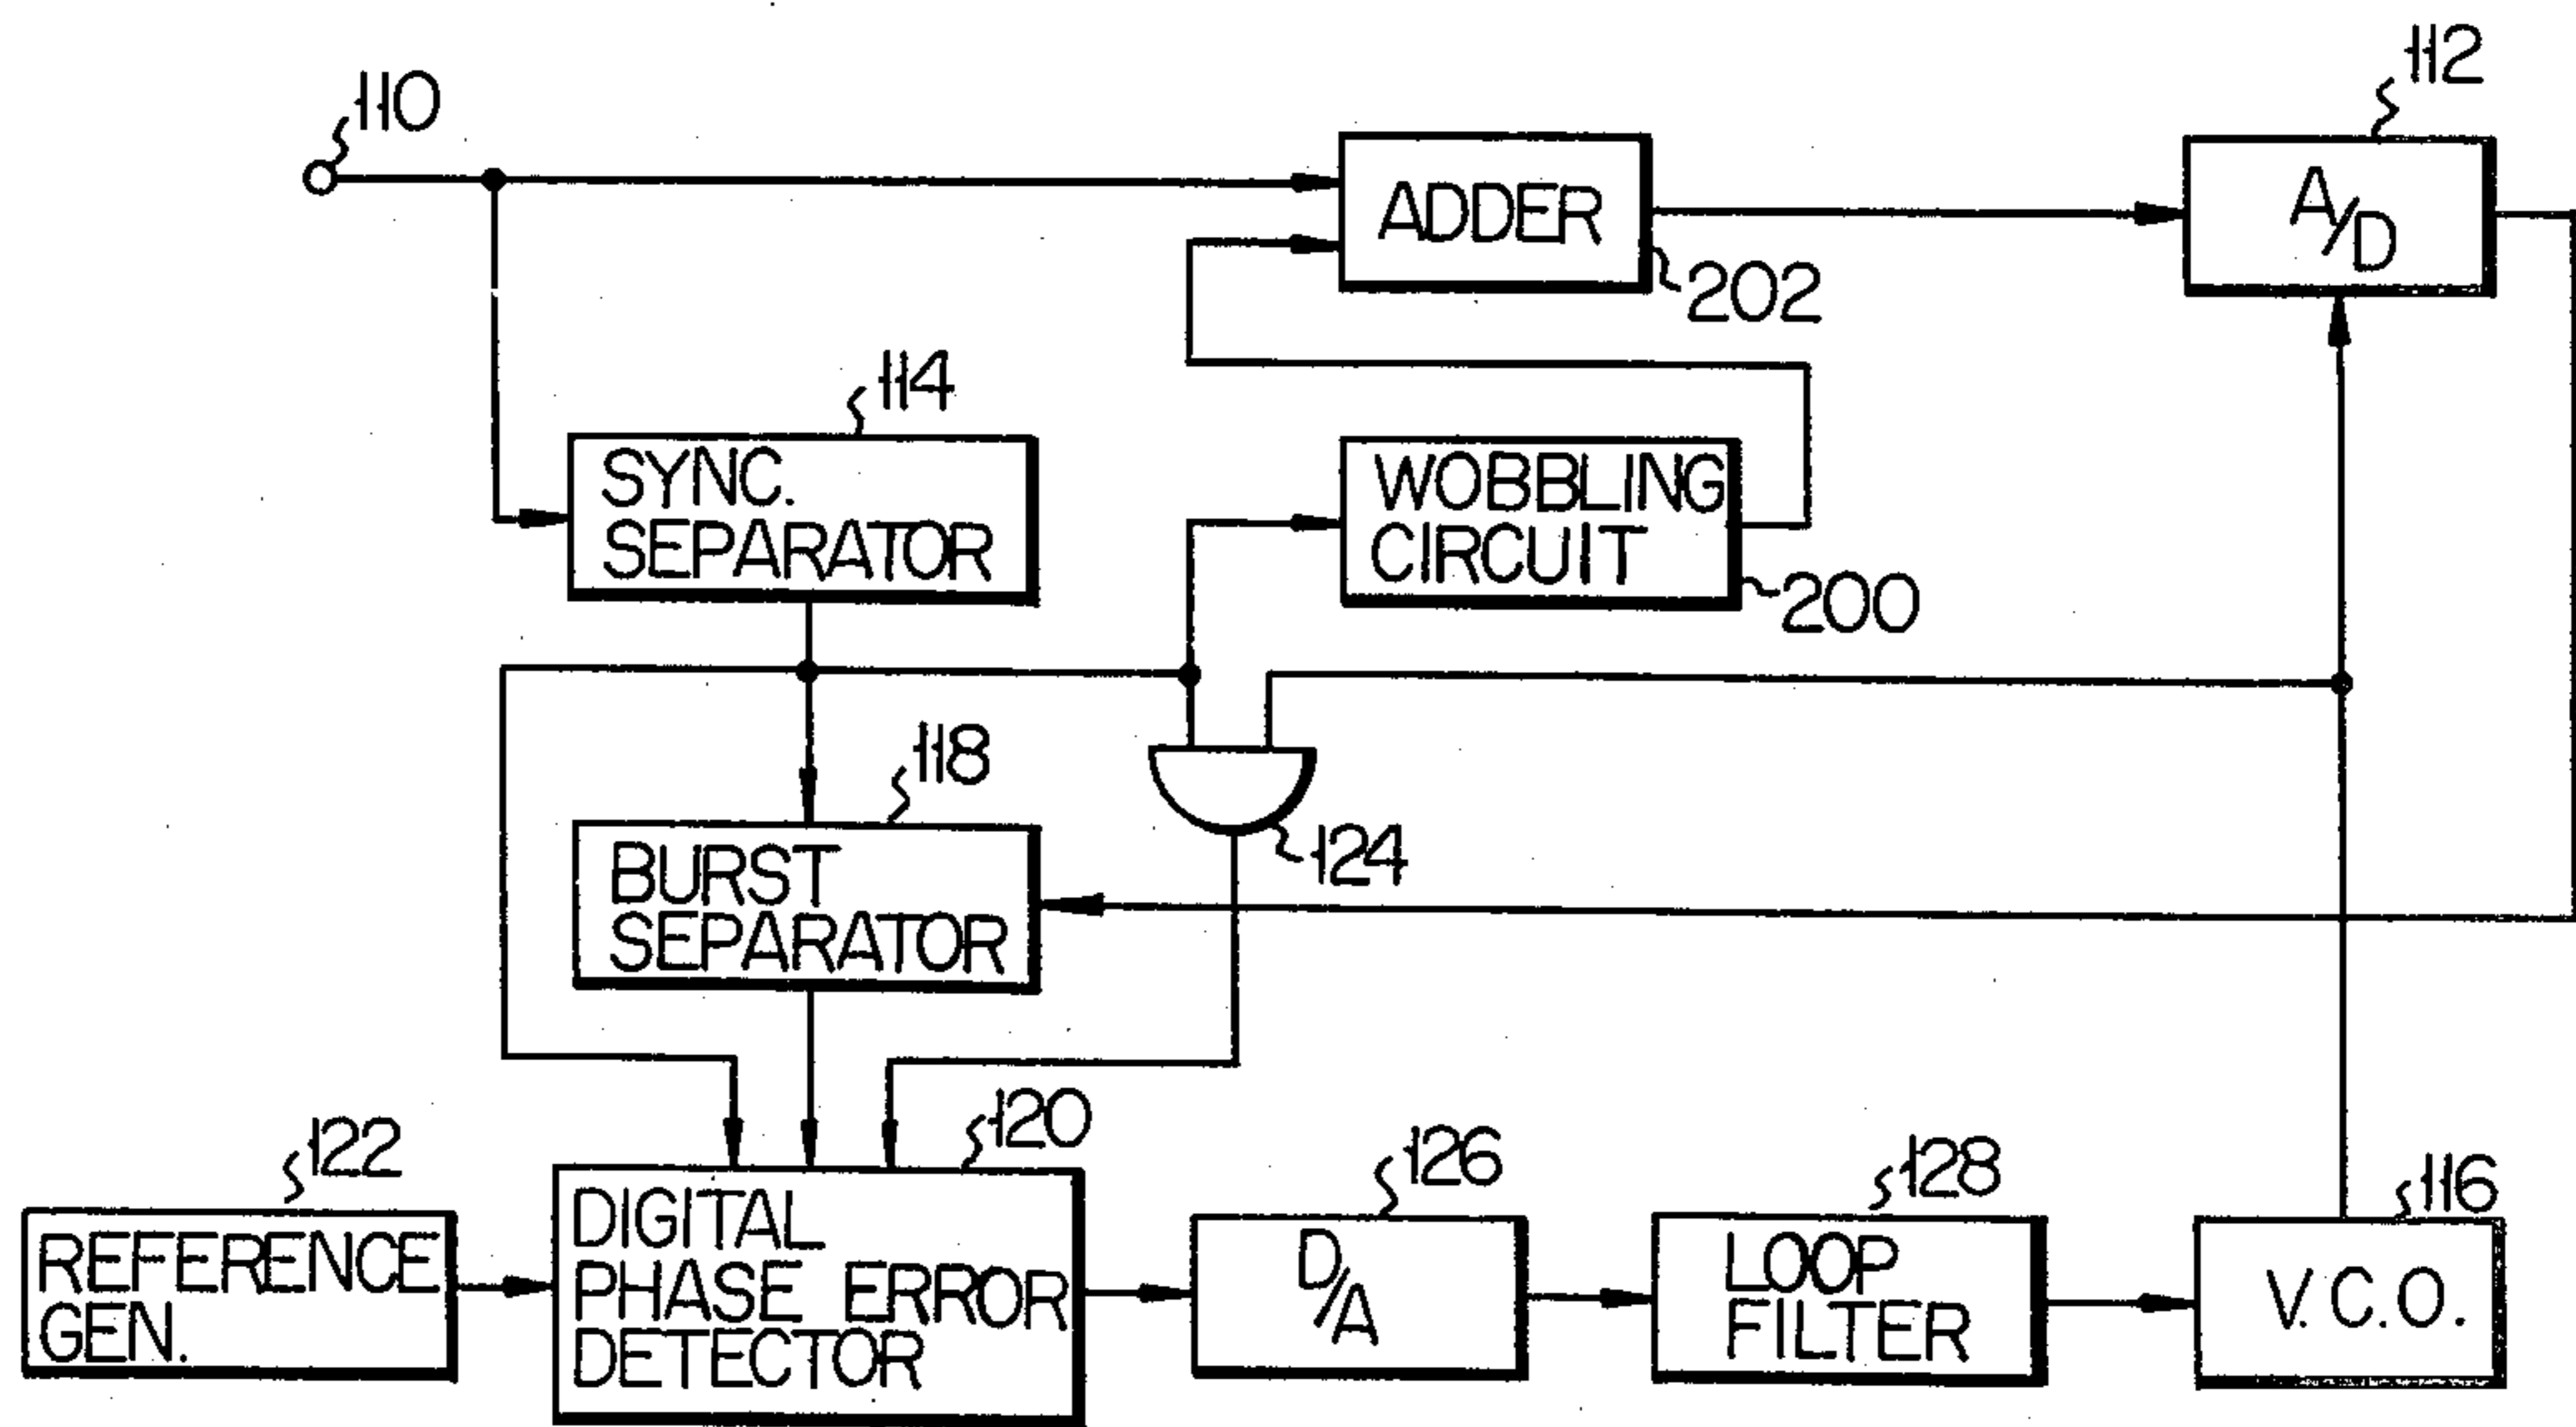 110
112
ADDER
A/D
202
114
SYNC.
SEPARATOR
WOBBLING
CIRCUIT
200
118
BURST
SEPARATOR
124
122
120
126
128
116
REFERENCE
GEN.
DIGITAL
PHASE ERROR
DETECTOR
D/A
LOOP
FILTER
V.C.O.